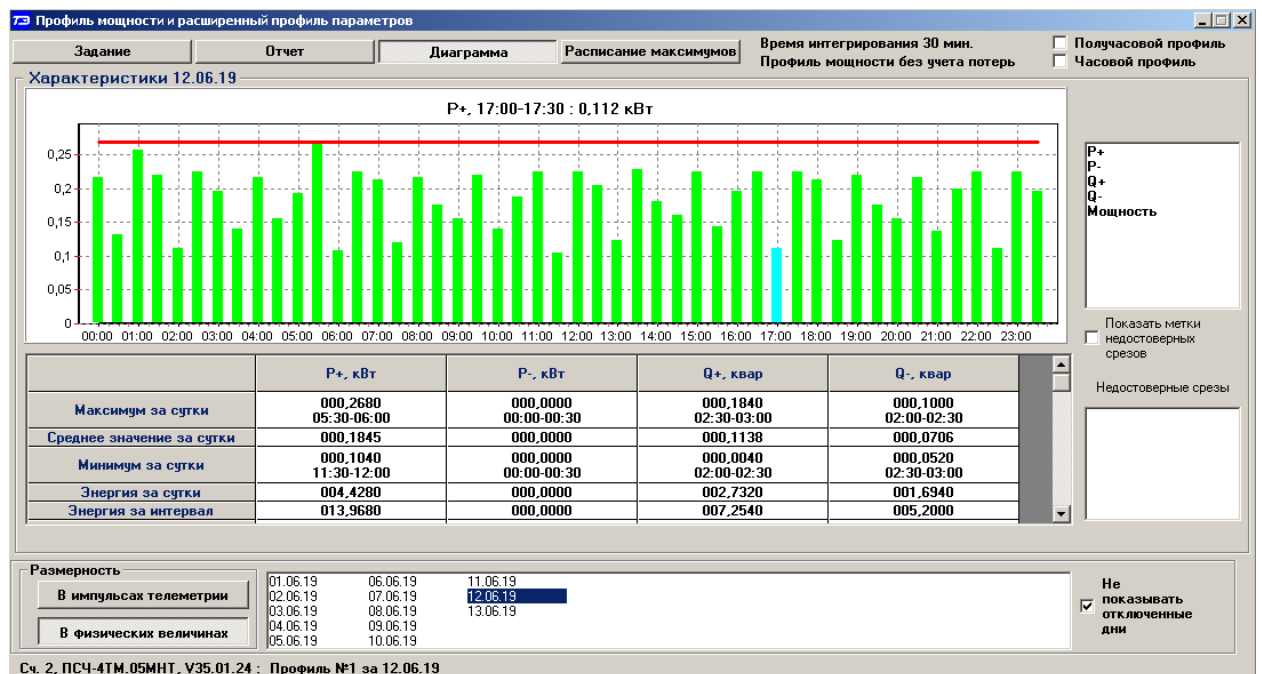 ТЭ Профиль мощности и расширенный профиль параметров
Задание Отчет Диаграмма Расписание максимумов
Время интегрирования 30 мин.
Профиль мощности без учета потерь
Получасовой профиль
Часовой профиль
Характеристики 12.06.19
P+, 17:00-17:30 : 0,112 кВт
0,25
0,2
0,15
0,1
0,05
0
00:00 01:00 02:00 03:00 04:00 05:00 06:00 07:00 08:00 09:00 10:00 11:00 12:00 13:00 14:00 15:00 16:00 17:00 18:00 19:00 20:00 21:00 22:00 23:00
P+
P-
Q+
Q-
Мощность
Показать метки
недостоверных
срезов
Недостоверные срезы
P+, кВт P-, кВт Q+, квар Q-, квар
Максимум за сутки
000,2680 000,0000 000,1840 000,1000
05:30-06:00 00:00-00:30 02:30-03:00 02:00-02:30
Среднее значение за сутки 000,1845 000,0000 000,1138 000,0706
Минимум за сутки
000,1040 000,0000 000,0040 000,0520
11:30-12:00 00:00-00:30 02:00-02:30 02:30-03:00
Энергия за сутки 004,4280 000,0000 002,7320 001,6940
Энергия за интервал 013,9680 000,0000 007,2540 005,2000
Размерность
В импульсах телеметрии
В физических величинах
01.06.19 06.06.19 11.06.19
02.06.19 07.06.19 12.06.19
03.06.19 08.06.19 13.06.19
04.06.19 09.06.19
05.06.19 10.06.19
Не
показывать
отключенные
дни
Сч. 2, ПСЧ-4ТМ.05МНТ, V35.01.24 : Профиль №1 за 12.06.19